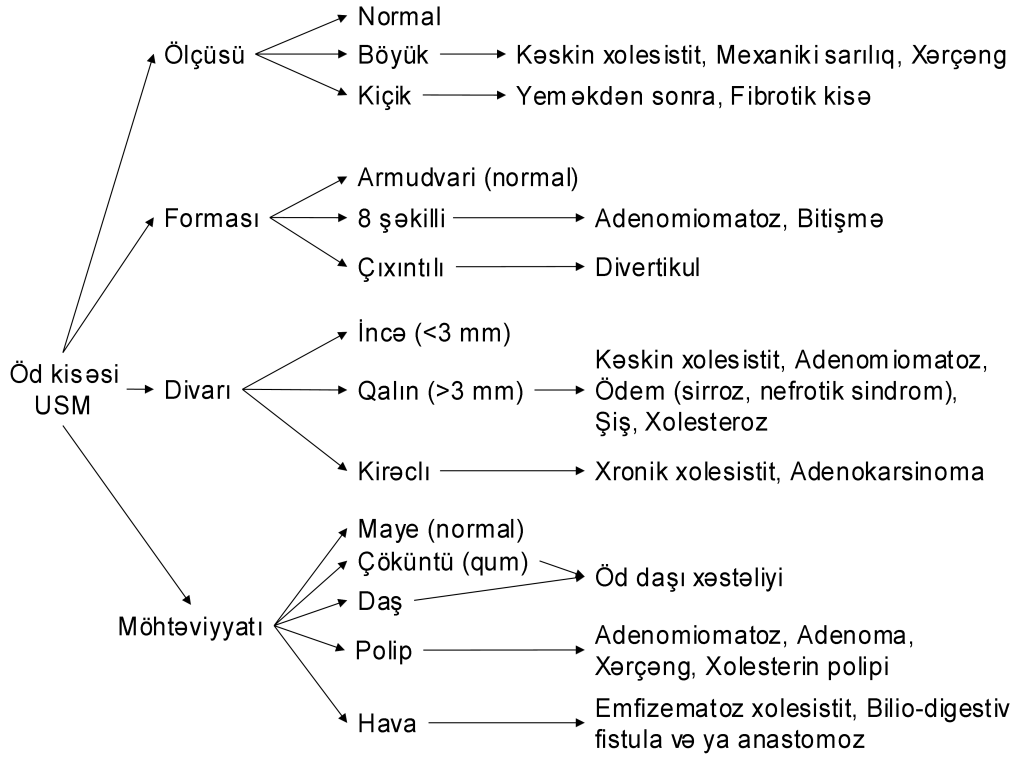 Normal
Ölçüsü
Böyük
Kəskin xolesistit, Mexaniki sarılıq, Xərçəng
Kiçik
Yeməkdən sonra, Fibrotik kisə
Armudvari (normal)
Forması
8 şəkilli
Adenomiomatoz, Bitişmə
Çıxıntılı
Divertikul
Öd kisəsi
USM
İncə (<3 mm)
Divarı
Qalın (>3 mm)
Kəskin xolesistit, Adenomiomatoz,
Ödem (sirroz, nefrotik sindrom),
Şiş, Xolesteroz
Kirəclı
Xronik xolesistit, Adenokarsinoma
Maye (normal)
Çöküntü (qum)
Öd daşı xəstəliyi
Daş
Möhtəviyyatı
Polip
Adenomiomatoz, Adenoma,
Xərçəng, Xolesterin polipi
Hava
Emfizematoz xolesistit, Bilio-digestiv
fistula və ya anastomoz